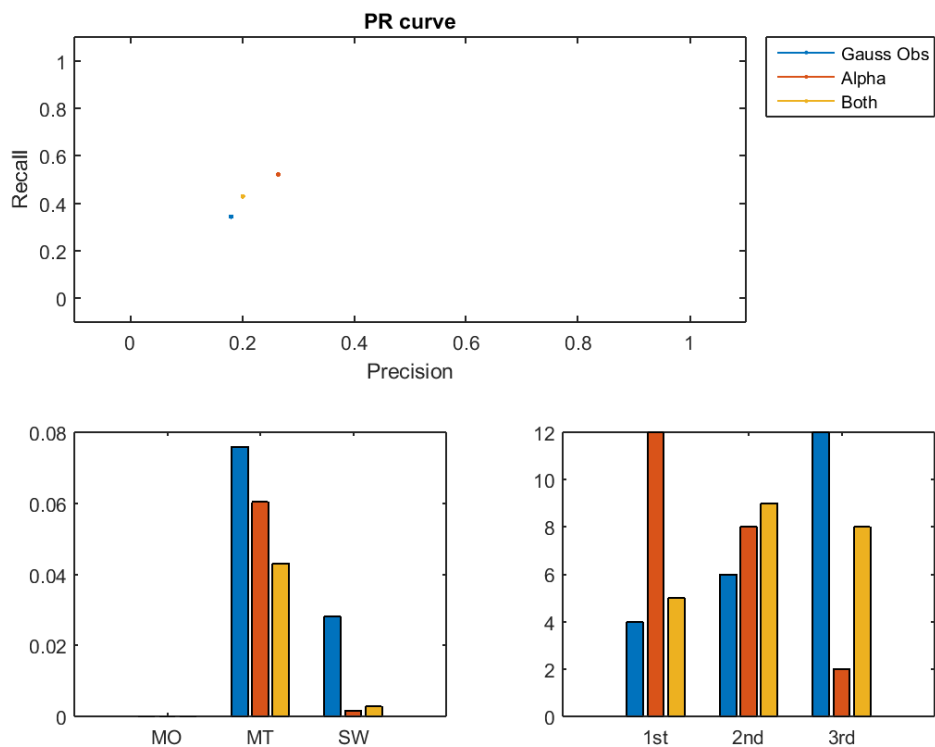 PR curve
1
0.8
0.6
0.4
0.2
0
Recall
0 0.2 0.4 0.6 0.8 1
Precision
Gauss Obs
Alpha
Both
0.08
0.06
0.04
0.02
0
MO MT SW
12
10
8
6
4
2
0
1st 2nd 3rd